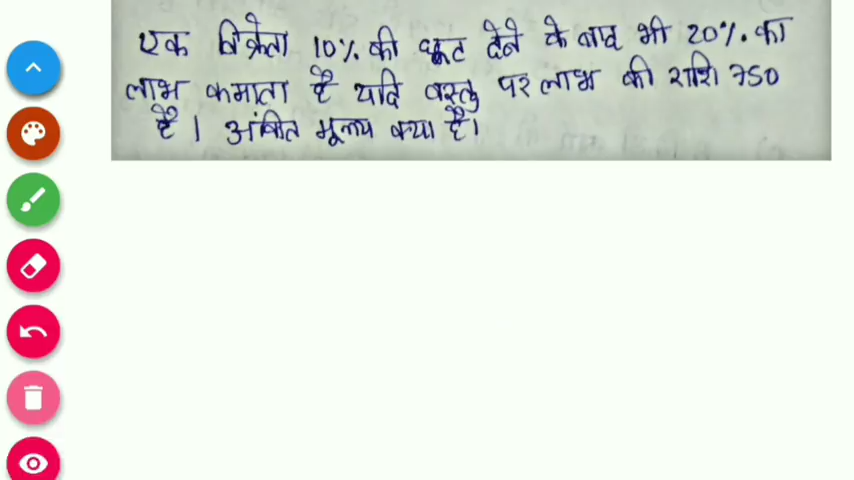 एक विक्रेता 10% की छूट देने के बाद भी 20% का
लाभ कमाता है यदि वस्तु पर लाभ की राशि 750
है । अंकित मूल्य क्या है।